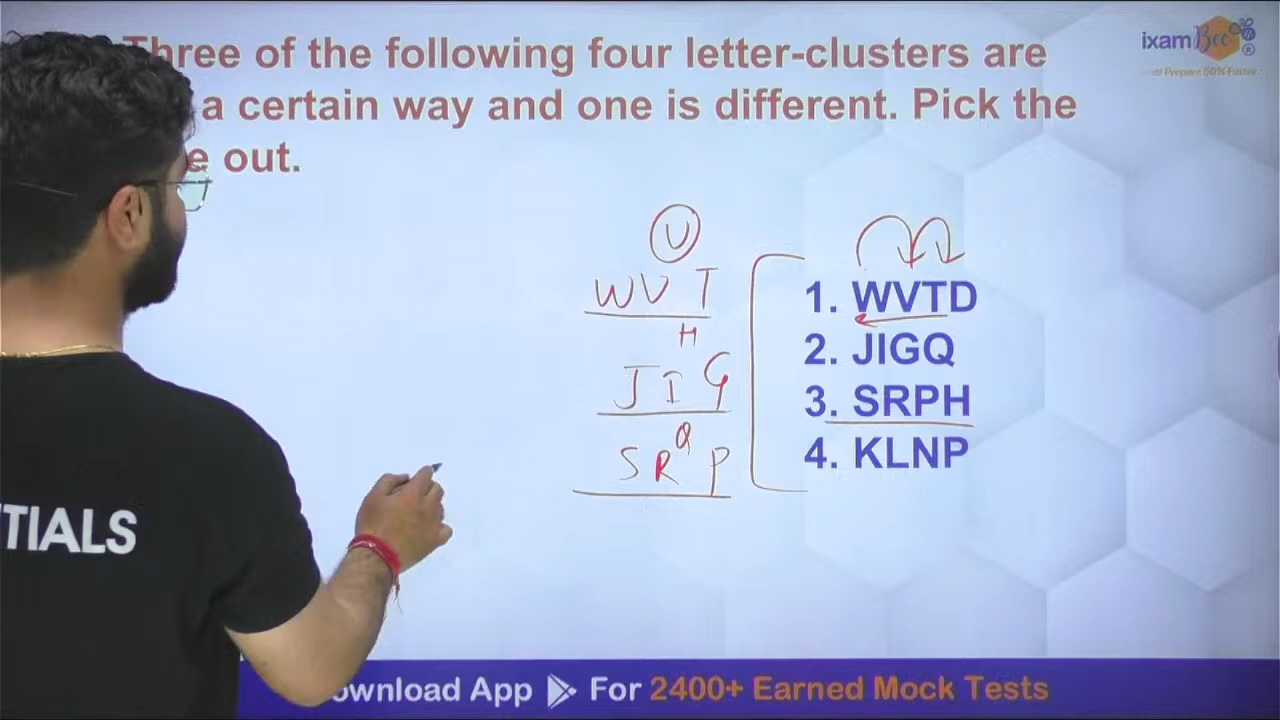 Three of the following four letter-clusters are
a certain way and one is different. Pick the
out.
ixamBee
U
WVT
H
JIG
Q
SRP
1. WVTD
2. JIGQ
3. SRPH
4. KLNP
TIALS
ownload App For 2400+ Earned Mock Tests